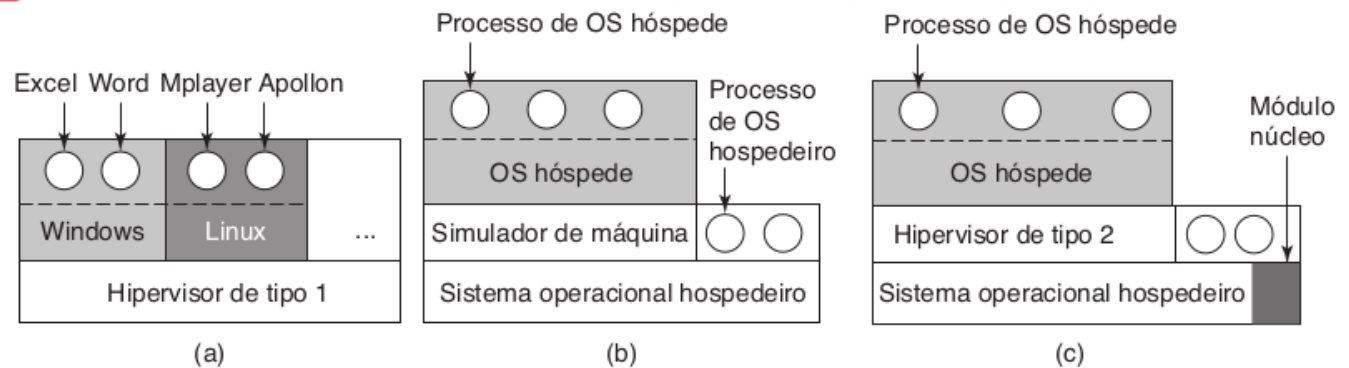 Excel Word Mplayer Apollon
Windows
Linux
...
Hipervisor de tipo 1
(a)
Processo de OS hóspede
Processo
de OS
hospedeiro
OS hóspede
Simulador de máquina
Sistema operacional hospedeiro
(b)
Processo de OS hóspede
Módulo
núcleo
OS hóspede
Hipervisor de tipo 2
Sistema operacional hospedeiro
(c)